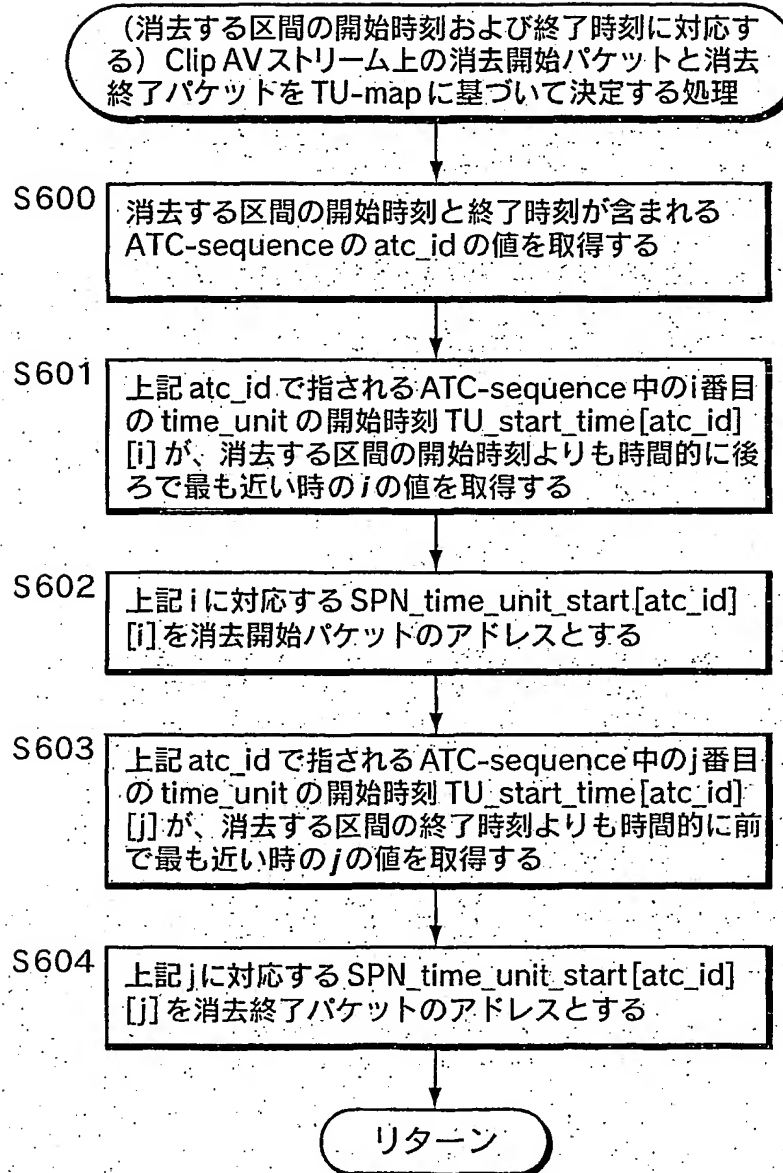 (消去する区間の開始時刻および終了時刻に対応す
る) Clip AVストリーム上の消去開始パケットと消去
終了パケットをTU-mapに基づいて決定する処理
S600
消去する区間の開始時刻と終了時刻が含まれる
ATC-sequenceのatc_idの値を取得する
S601
上記atc_idで指されるATC-sequence中のi番目
のtime_unitの開始時刻TU_start_time[atc_id]
[i]が、消去する区間の開始時刻よりも時間的に後
ろで最も近い時のiの値を取得する
S602
上記iに対応するSPN_time_unit_start[atc_id]
[i]を消去開始パケットのアドレスとする
S603
上記atc_idで指されるATC-sequence中のj番目
のtime_unitの開始時刻TU_start_time[atc_id]
[j]が、消去する区間の終了時刻よりも時間的に前
で最も近い時のjの値を取得する
S604
上記jに対応するSPN_time_unit_start[atc_id]
[j]を消去終了パケットのアドレスとする
リターン